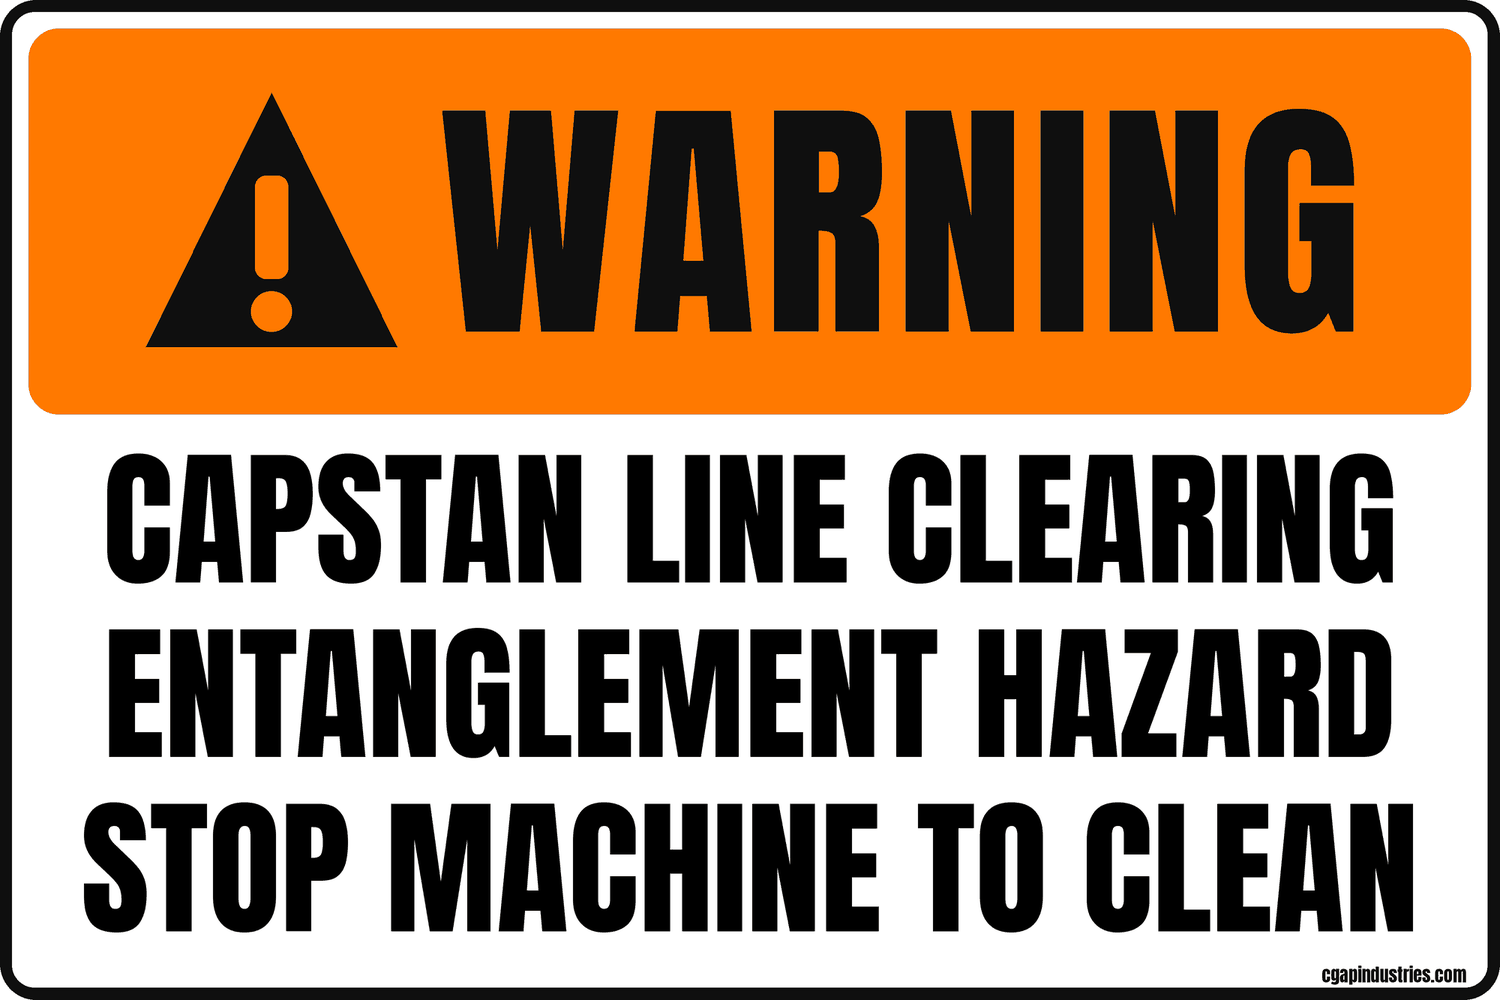 WARNING
CAPSTAN LINE CLEARING
ENTANGLEMENT HAZARD
STOP MACHINE TO CLEAN
cgapindustries.com